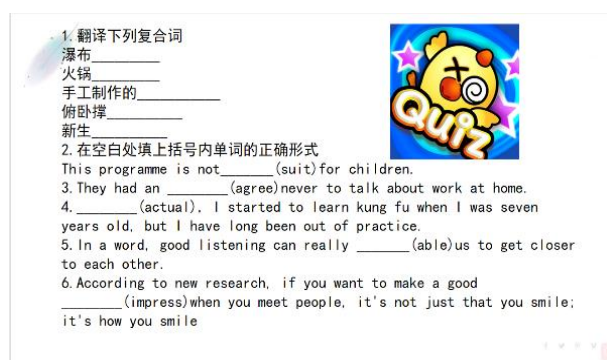 1.翻译下列复合词
瀑布_________
火锅_________
手工制作的___________
俯卧撑__________
新生__________
Quiz
2.在空白处填上括号内单词的正确形式
This programme is not_______(suit)for children.
3.They had an ________(agree)never to talk about work at home.
4.________(actual), I started to learn kung fu when I was seven
years old, but I have long been out of practice.
5.In a word, good listening can really _______(able)us to get closer
to each other.
6.According to new research, if you want to make a good
________(impress)when you meet people, it's not just that you smile;
it's how you smile